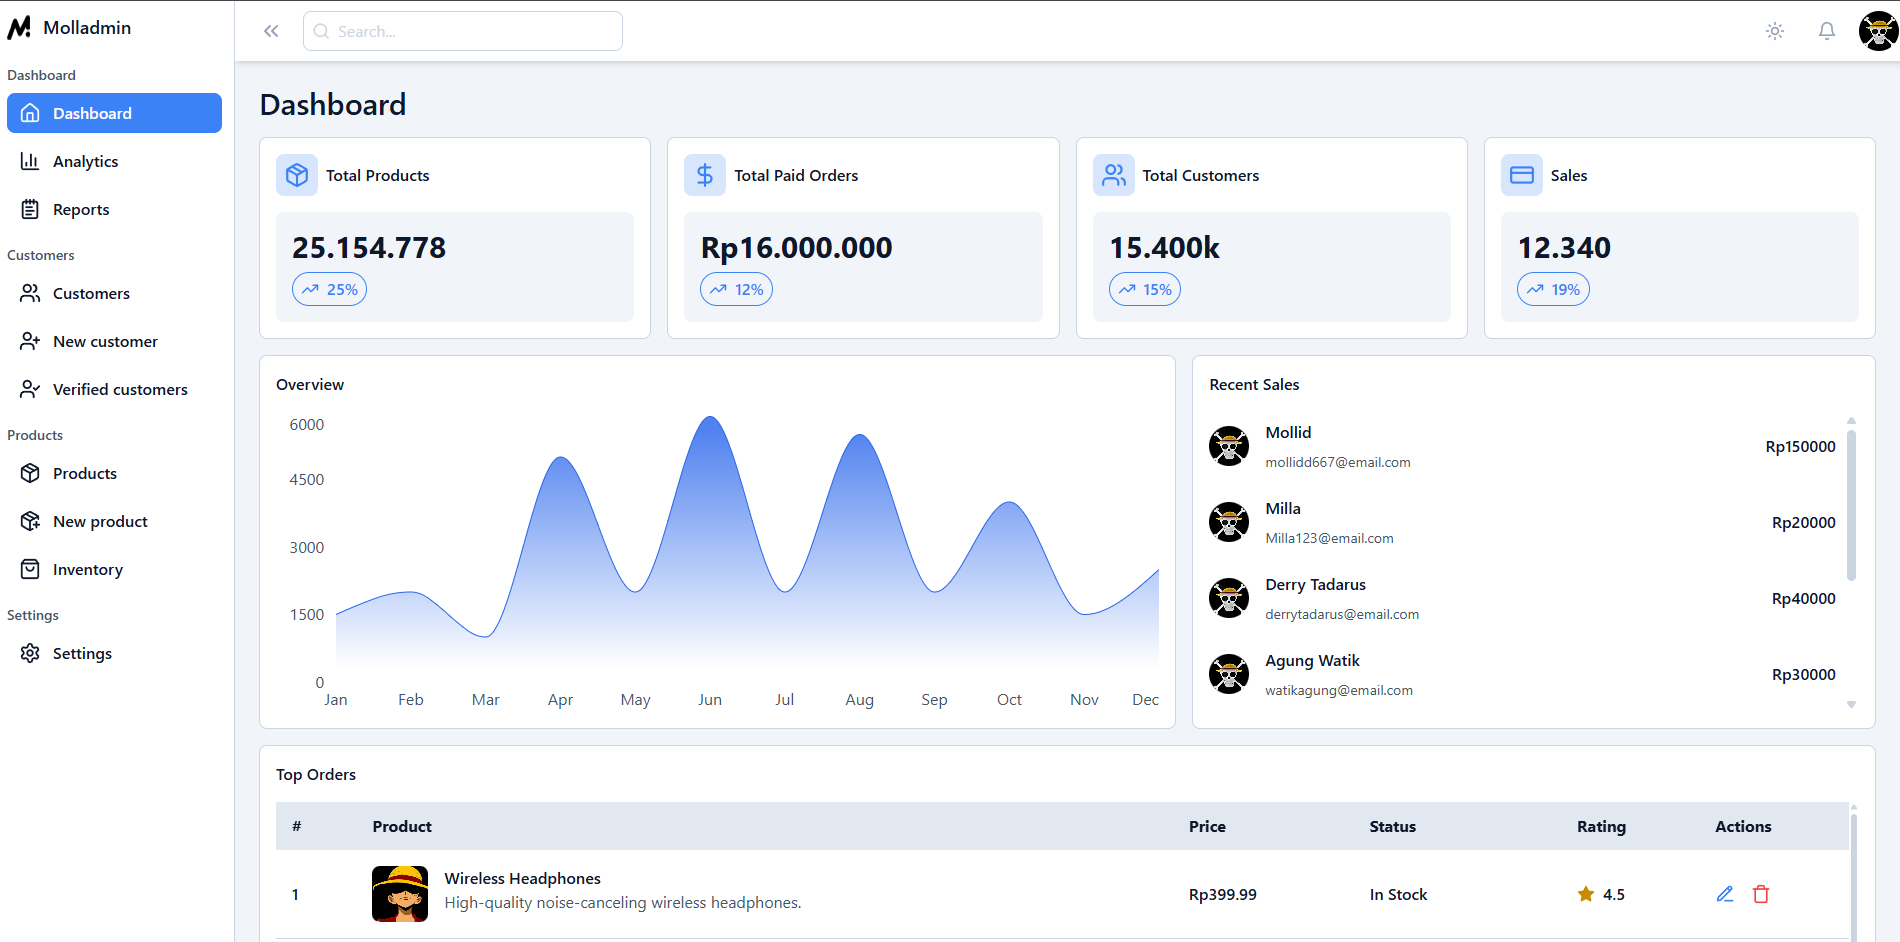 Molladmin
Search...
Dashboard
Dashboard
Analytics
Reports
Customers
Customers
New customer
Verified customers
Products
Products
New product
Inventory
Settings
Settings
Dashboard
Total Products
25.154.778
25%
Total Paid Orders
Rp16.000.000
12%
Total Customers
15.400k
15%
Sales
12.340
19%
Overview
6000
4500
3000
1500
0
Jan Feb Mar Apr May Jun Jul Aug Sep Oct Nov Dec
Recent Sales
Mollid
mollidd667@email.com
Rp150000
Milla
Milla123@email.com
Rp20000
Derry Tadarus
derrytadarus@email.com
Rp40000
Agung Watik
watikagung@email.com
Rp30000
Top Orders
# Product Price Status Rating Actions
1 Wireless Headphones Rp399.99 In Stock 4.5
High-quality noise-canceling wireless headphones.